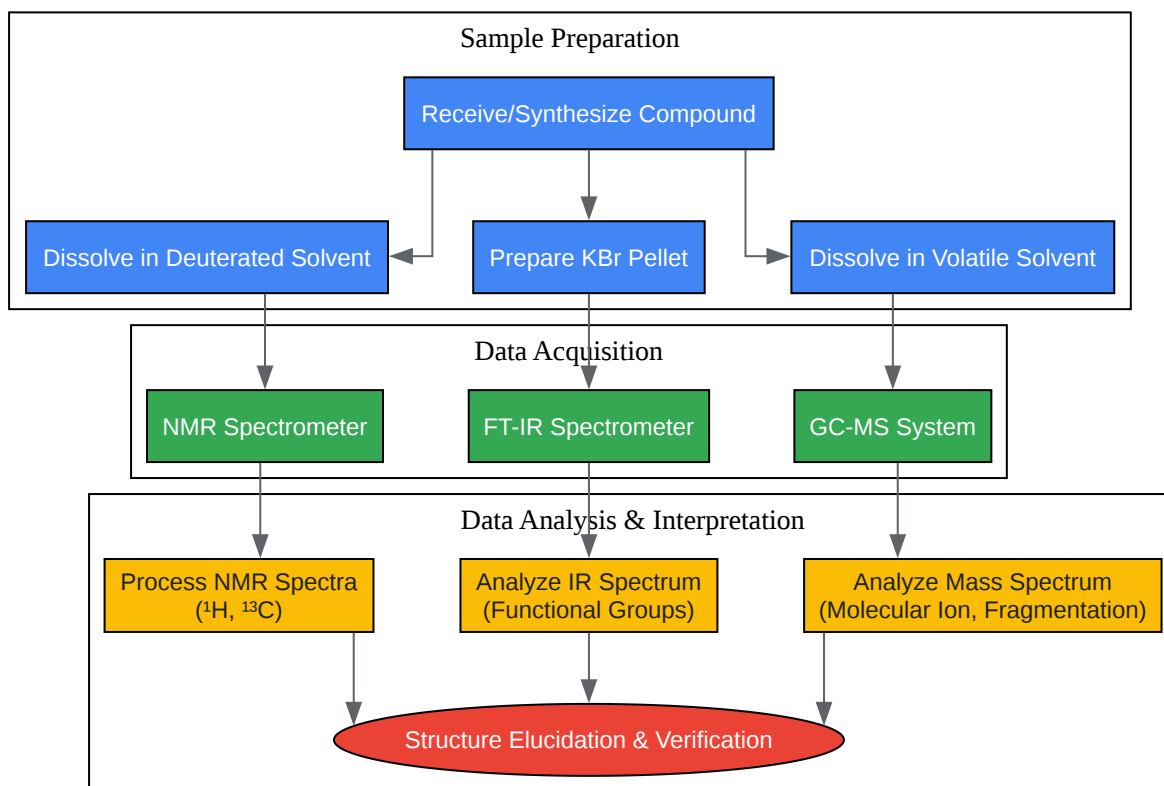 Sample Preparation
Receive/Synthesize Compound
Dissolve in Deuterated Solvent
Prepare KBr Pellet
Dissolve in Volatile Solvent
Data Acquisition
NMR Spectrometer
FT-IR Spectrometer
GC-MS System
Data Analysis & Interpretation
Process NMR Spectra
(¹H, ¹³C)
Analyze IR Spectrum
(Functional Groups)
Analyze Mass Spectrum
(Molecular Ion, Fragmentation)
Structure Elucidation & Verification